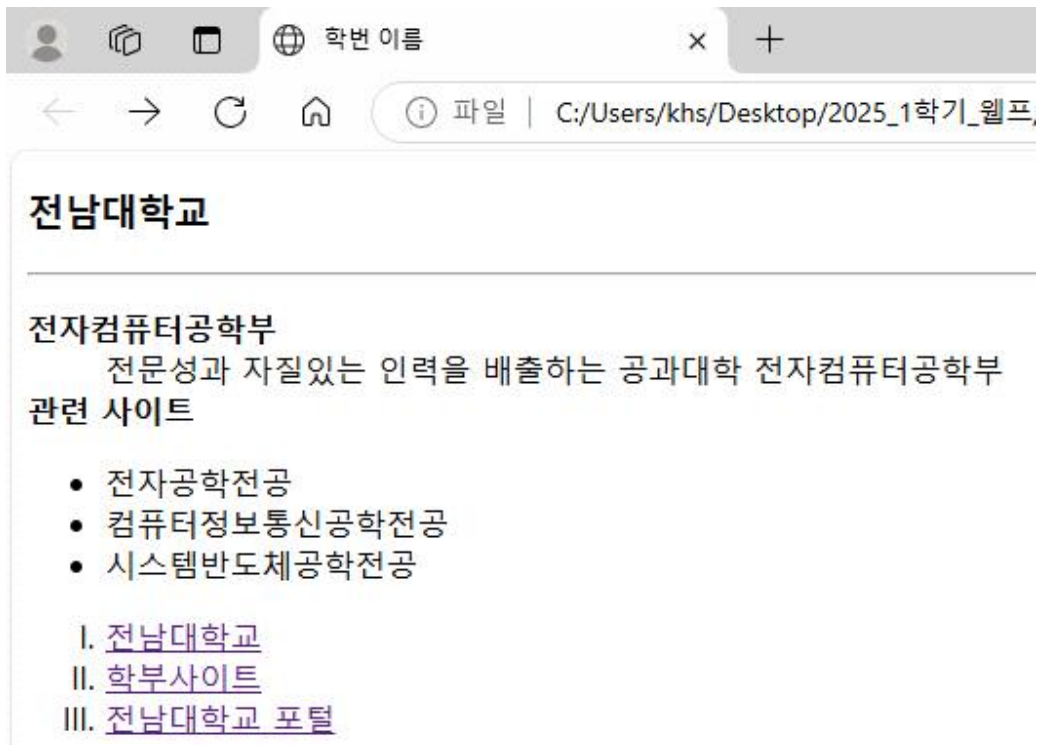 학번 이름
파일 C:/Users/khs/Desktop/2025_1학기_웹프
전남대학교
전자컴퓨터공학부
전문성과 자질있는 인력을 배출하는 공과대학 전자컴퓨터공학부
관련 사이트
• 전자공학전공
• 컴퓨터정보통신공학전공
• 시스템반도체공학전공
I. 전남대학교
II. 학부사이트
III. 전남대학교 포털